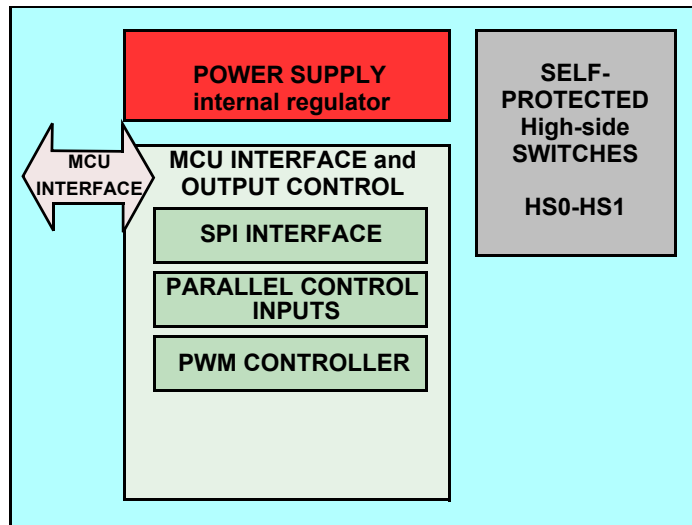 POWER SUPPLY
internal regulator
SELF-
PROTECTED
High-side
SWITCHES
HS0-HS1
MCU
INTERFACE
MCU INTERFACE and
OUTPUT CONTROL
SPI INTERFACE
PARALLEL CONTROL
INPUTS
PWM CONTROLLER